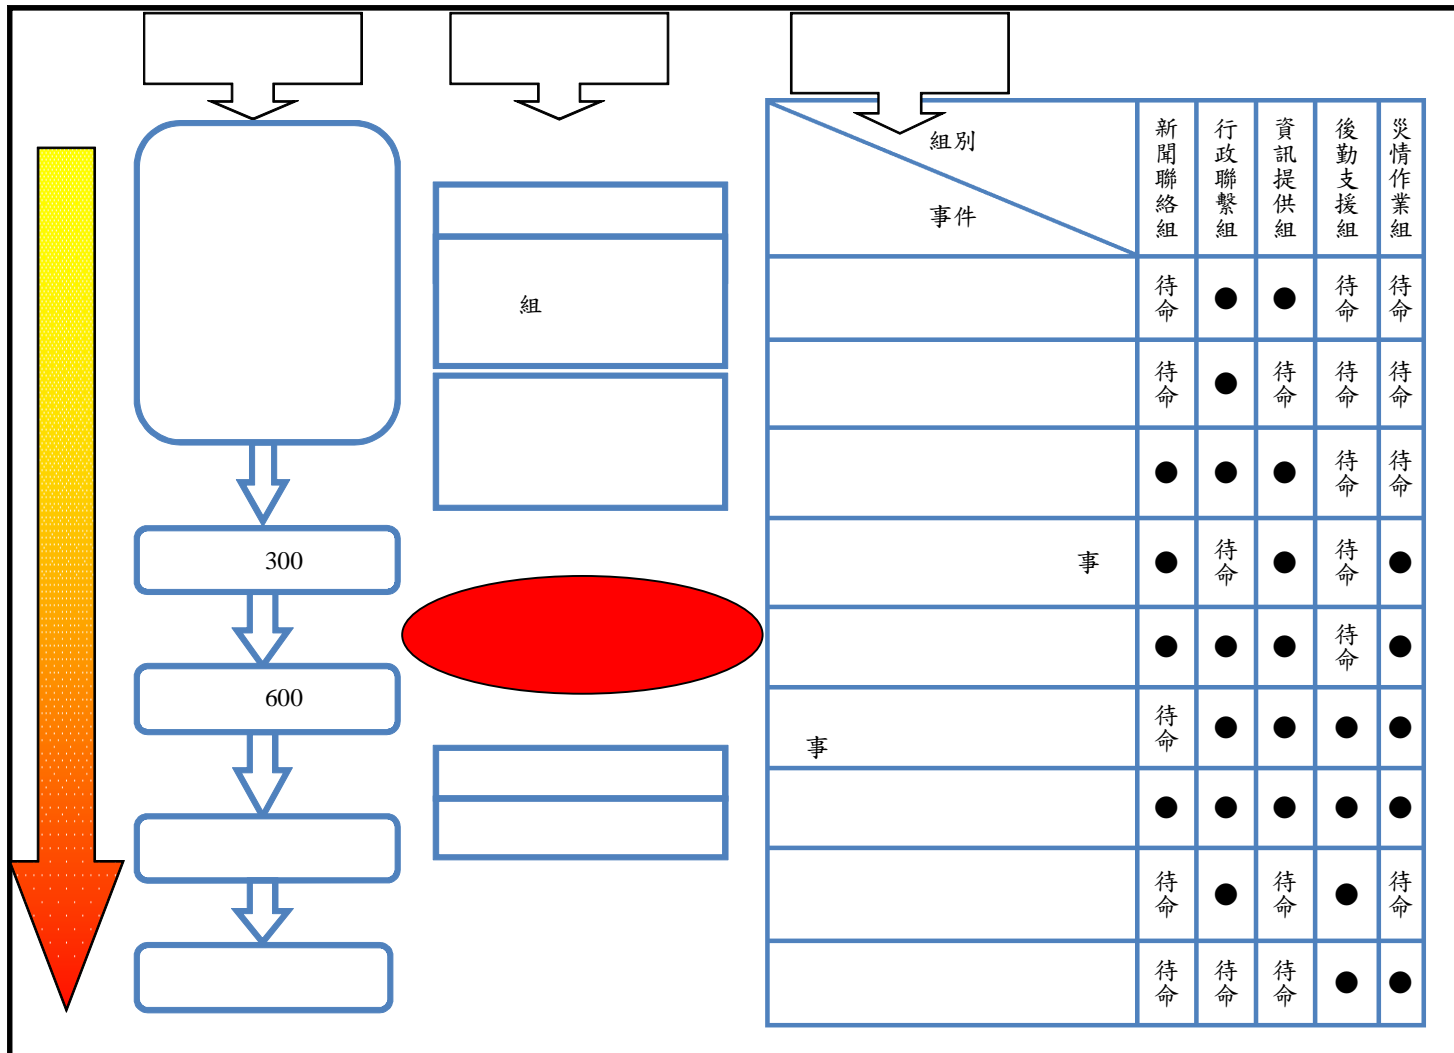 組別
事件
新聞聯絡組
行政聯繫組
資訊提供組
後勤支援組
災情作業組
組
300
600
事
事
待命 ● ● 待命 待命
待命 ● 待命 待命 待命
● ● ● 待命 待命
● 待命 ● 待命 ●
● ● ● 待命 ●
待命 ● ● ● ●
● ● ● ● ●
待命 ● 待命 ● 待命
待命 待命 待命 ● ●